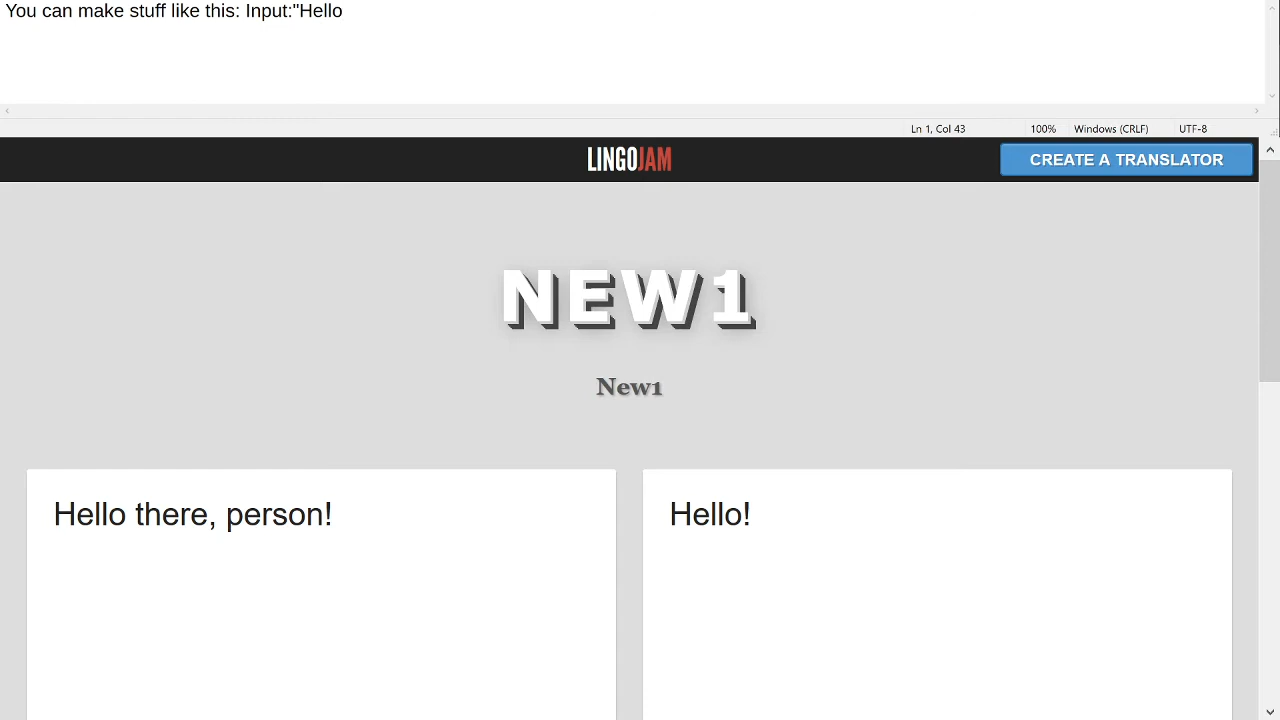 You can make stuff like this: Input:"Hello
Ln 1, Col 43 100% Windows (CRLF) UTF-8
LINGOJAM CREATE A TRANSLATOR
NEW1
New1
Hello there, person! Hello!